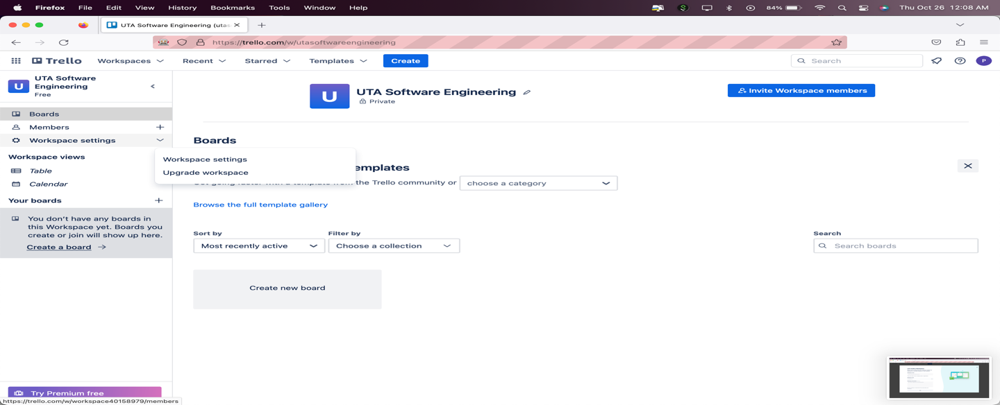 Firefox File Edit View History Bookmarks Tools Window Help 84% Thu Oct 26 12:08 AM
UTA Software Engineering (utas
https://trello.com/w/utasoftwareengineering
Trello Workspaces Recent Starred Templates Create Search P
U UTA Software
Engineering
Free
Boards
Members
Workspace settings
Workspace views
Table
Calendar
Your boards
You don't have any boards in
this Workspace yet. Boards you
create or join will show up here.
Create a board
Try Premium free
https://trello.com/w/workspace40158979/members
Workspace settings
Upgrade workspace
U UTA Software Engineering
Private
Invite Workspace members
Boards
emplates
the Trello community or choose a category
Browse the full template gallery
Sort by Filter by Search
Most recently active Choose a collection Search boards
Create new board